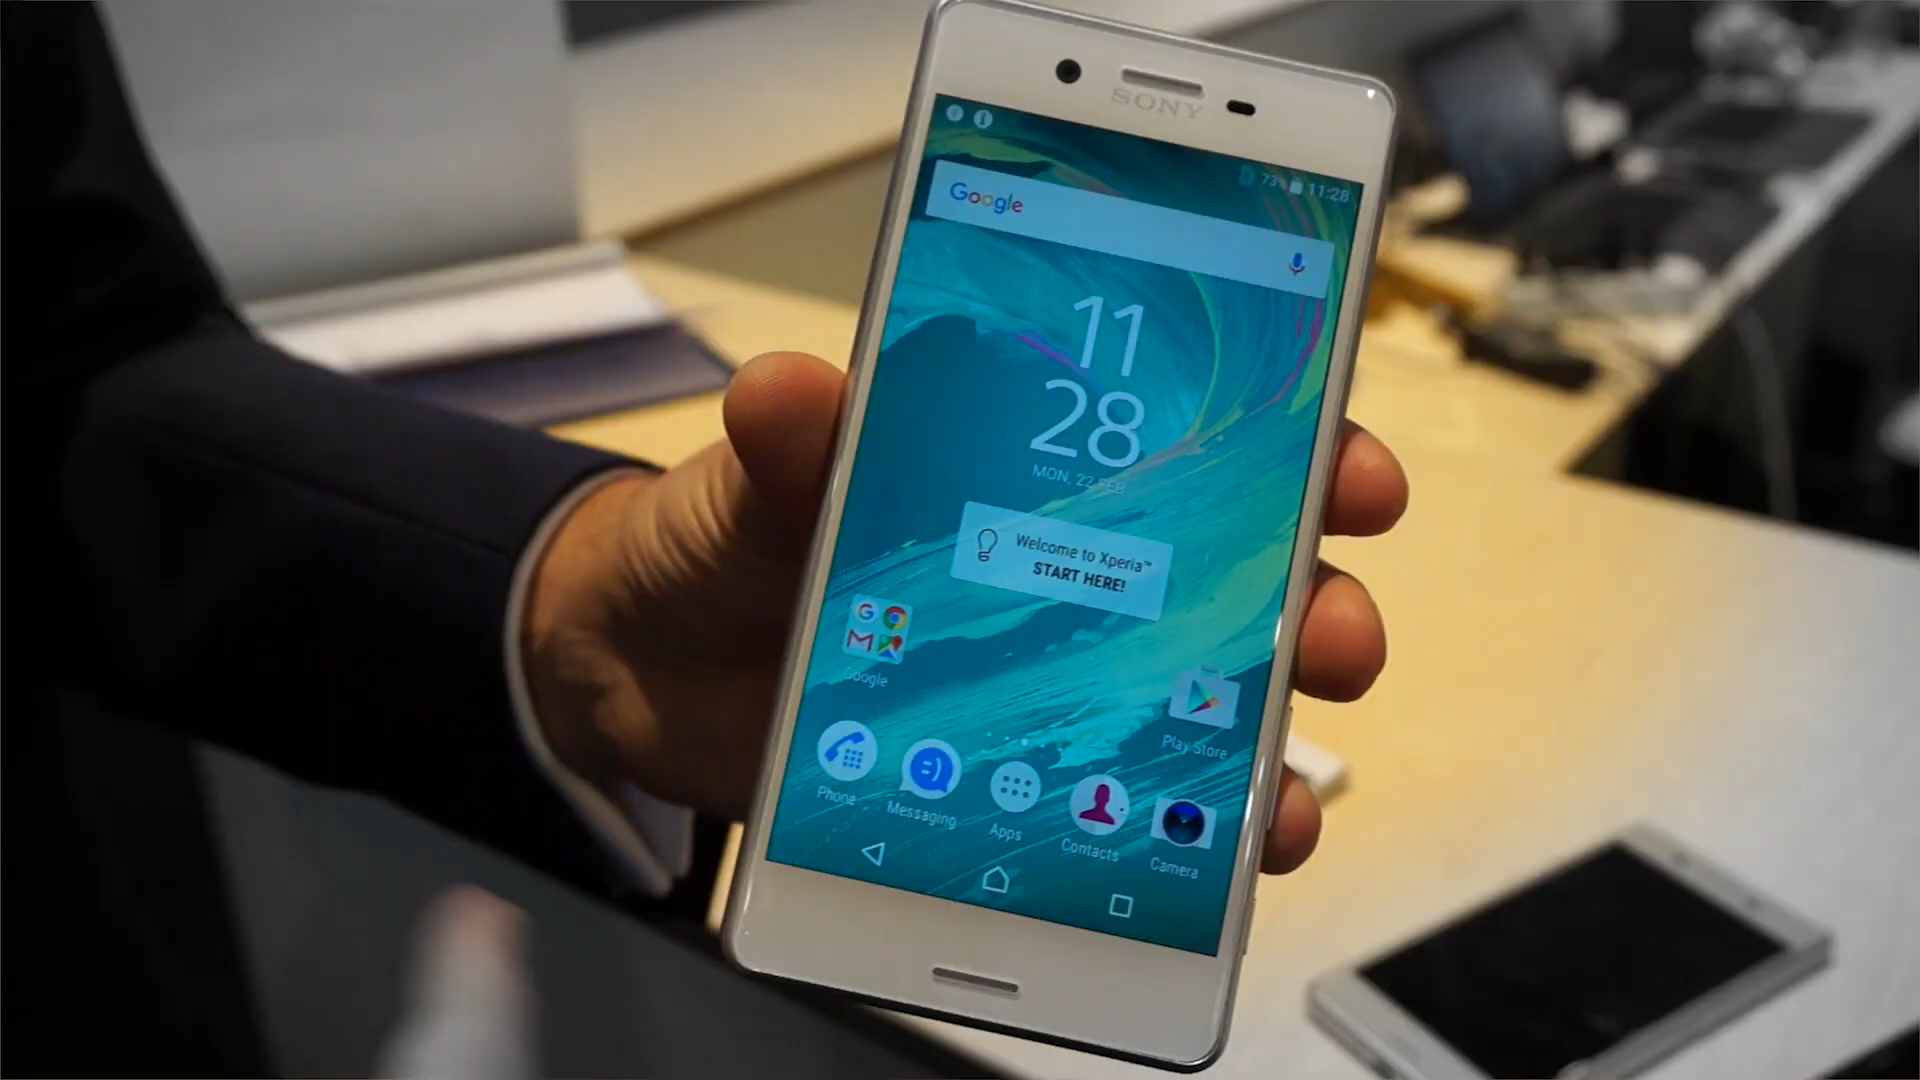 SONY
73% 11:28
Google
11
28
MON, 22 FEB
Welcome to Xperia™
START HERE!
Google
Play Store
Phone
Messaging
Apps
Contacts
Camera